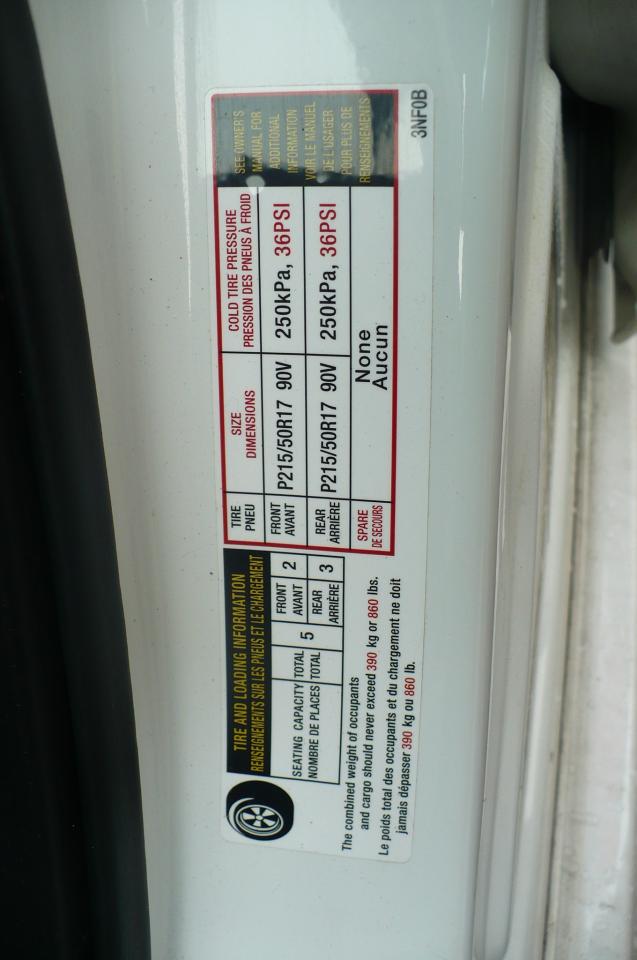 TIRE AND LOADING INFORMATION
RENSEIGNEMENTS SUR LES PNEUS ET LE CHARGEMENT
SEATING CAPACITY TOTAL 5 FRONT 2
NOMBRE DE PLACES TOTAL AVANT
REAR 3
ARRIÈRE
The combined weight of occupants
and cargo should never exceed 390 kg or 860 lbs.
Le poids total des occupants et du chargement ne doit
jamais dépasser 390 kg ou 860 lb.
TIRE SIZE COLD TIRE PRESSURE
PNEU DIMENSIONS PRESSION DES PNEUS À FROID
FRONT P215/50R17 90V 250kPa, 36PSI
AVANT
REAR P215/50R17 90V 250kPa, 36PSI
ARRIÈRE
SPARE None
DE SECOURS Aucun
SEE OWNER'S
MANUAL FOR
ADDITIONAL
INFORMATION
VOIR LE MANUEL
DE L'USAGER
POUR PLUS DE
RENSEIGNEMENTS
3NF0B